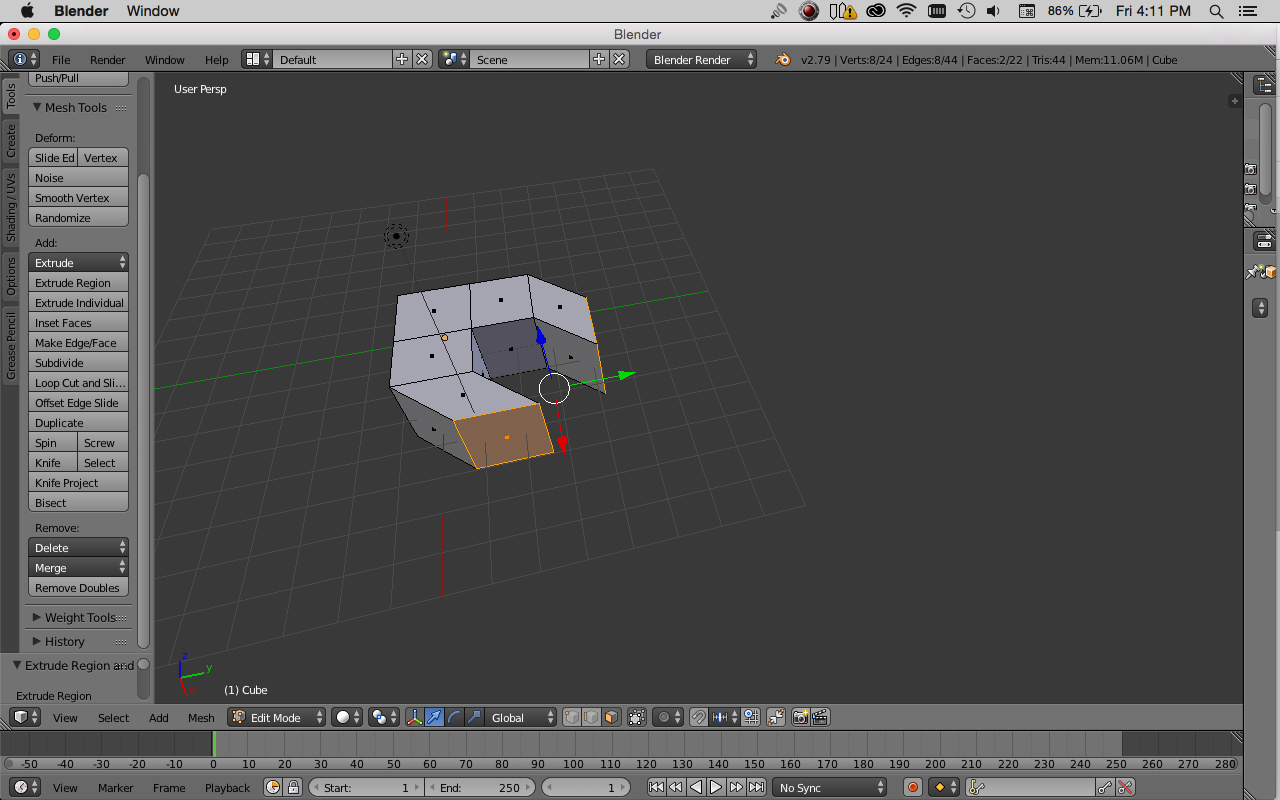 Blender Window 86% Fri 4:11 PM
Blender
File Render Window Help Default Scene Blender Render v2.79 | Verts:8/24 | Edges:8/44 | Faces:2/22 | Tris:44 | Mem:11.06M | Cube
Push/Pull
User Persp
Tools
Create
Shading / UVs
Options
Grease Pencil
Mesh Tools
Deform:
Slide Ed Vertex
Noise
Smooth Vertex
Randomize
Add:
Extrude
Extrude Region
Extrude Individual
Inset Faces
Make Edge/Face
Subdivide
Loop Cut and Sli...
Offset Edge Slide
Duplicate
Spin Screw
Knife Select
Knife Project
Bisect
Remove:
Delete
Merge
Remove Doubles
Weight Tools
History
Extrude Region and
Extrude Region
z
y
x
(1) Cube
View Select Add Mesh Edit Mode Global
-50 -40 -30 -20 -10 0 10 20 30 40 50 60 70 80 90 100 110 120 130 140 150 160 170 180 190 200 210 220 230 240 250 260 270 280
View Marker Frame Playback Start: 1 End: 250 1 No Sync